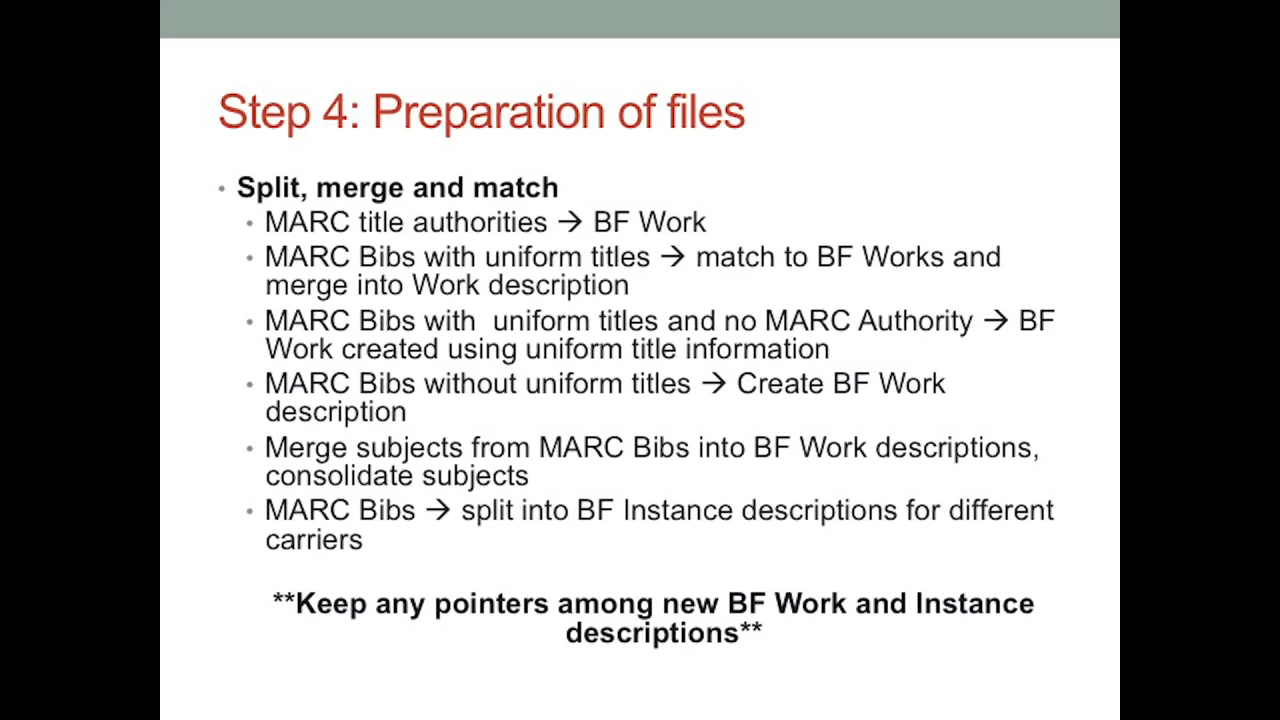 Step 4: Preparation of files
• Split, merge and match
• MARC title authorities → BF Work
• MARC Bibs with uniform titles → match to BF Works and
merge into Work description
• MARC Bibs with  uniform titles and no MARC Authority → BF
Work created using uniform title information
• MARC Bibs without uniform titles → Create BF Work
description
• Merge subjects from MARC Bibs into BF Work descriptions,
consolidate subjects
• MARC Bibs → split into BF Instance descriptions for different
carriers
**Keep any pointers among new BF Work and Instance
descriptions**